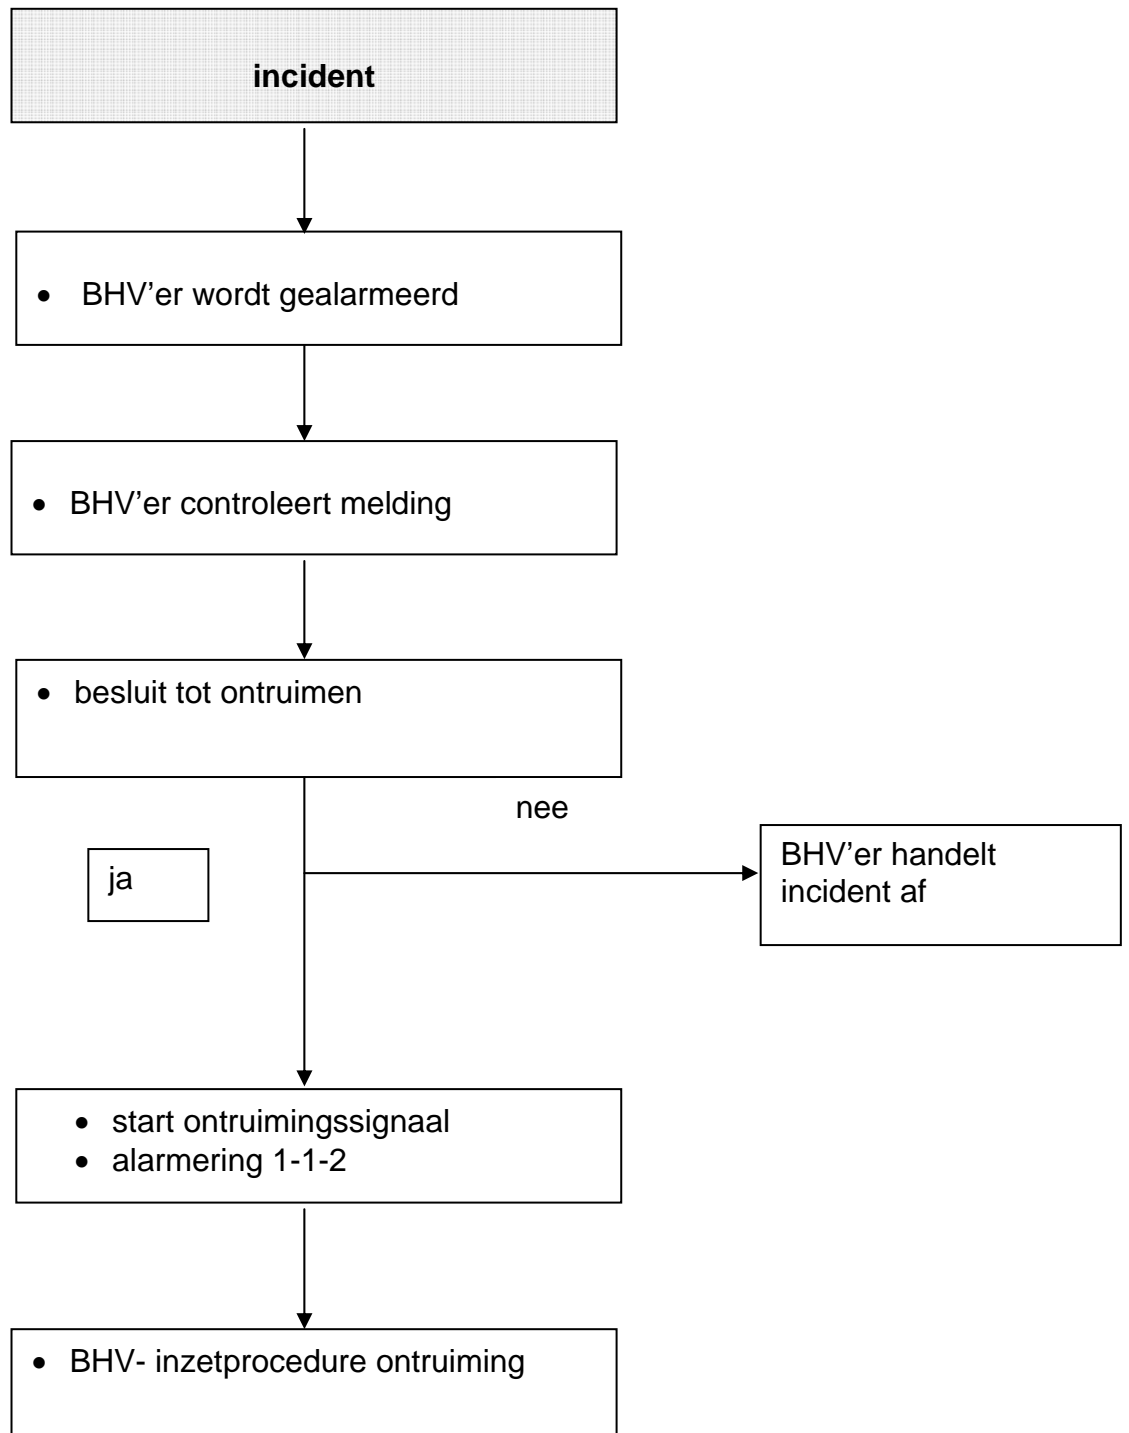 incident
• BHV’er wordt gealarmeerd
• BHV’er controleert melding
• besluit tot ontruimen
nee
ja
BHV’er handelt
incident af
• start ontruimingssignaal
• alarmering 1-1-2
• BHV- inzetprocedure ontruiming